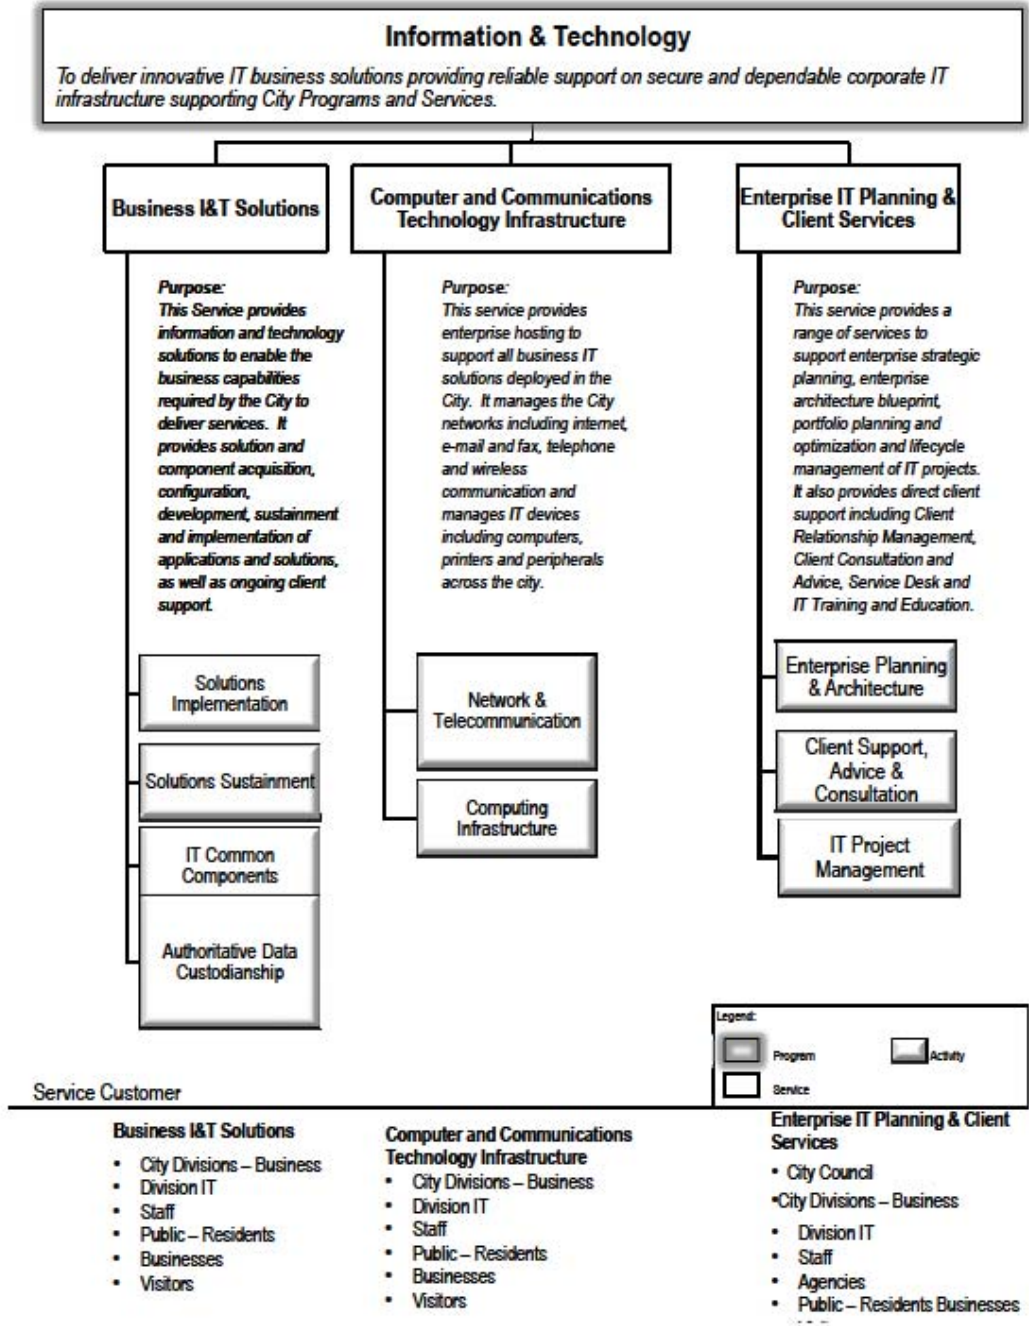 Information & Technology
To deliver innovative IT business solutions providing reliable support on secure and dependable corporate IT
infrastructure supporting City Programs and Services.
Business I&T Solutions
Purpose:
This Service provides
information and technology
solutions to enable the
business capabilities
required by the City to
deliver services. It
provides solution and
component acquisition,
configuration,
development, sustainment
and implementation of
applications and solutions,
as well as ongoing client
support.
Solutions
Implementation
Solutions Sustainment
IT Common
Components
Authoritative Data
Custodianship
Computer and Communications
Technology Infrastructure
Purpose:
This service provides
enterprise hosting to
support all business IT
solutions deployed in the
City. It manages the City
networks including internet,
e-mail and fax, telephone
and wireless
communication and
manages IT devices
including computers,
printers and peripherals
across the city.
Network &
Telecommunication
Computing
Infrastructure
Enterprise IT Planning &
Client Services
Purpose:
This service provides a
range of services to
support enterprise strategic
planning, enterprise
architecture blueprint,
portfolio planning and
optimization and lifecycle
management of IT projects.
It also provides direct client
support including Client
Relationship Management,
Client Consultation and
Advice, Service Desk and
IT Training and Education.
Enterprise Planning
& Architecture
Client Support,
Advice &
Consultation
IT Project
Management
Legend:
Program
Activity
Service
Service Customer
Business I&T Solutions
• City Divisions – Business
• Division IT
• Staff
• Public – Residents
• Businesses
• Visitors
Computer and Communications
Technology Infrastructure
• City Divisions – Business
• Division IT
• Staff
• Public – Residents
• Businesses
• Visitors
Enterprise IT Planning & Client
Services
• City Council
•City Divisions – Business
• Division IT
• Staff
• Agencies
• Public – Residents Businesses